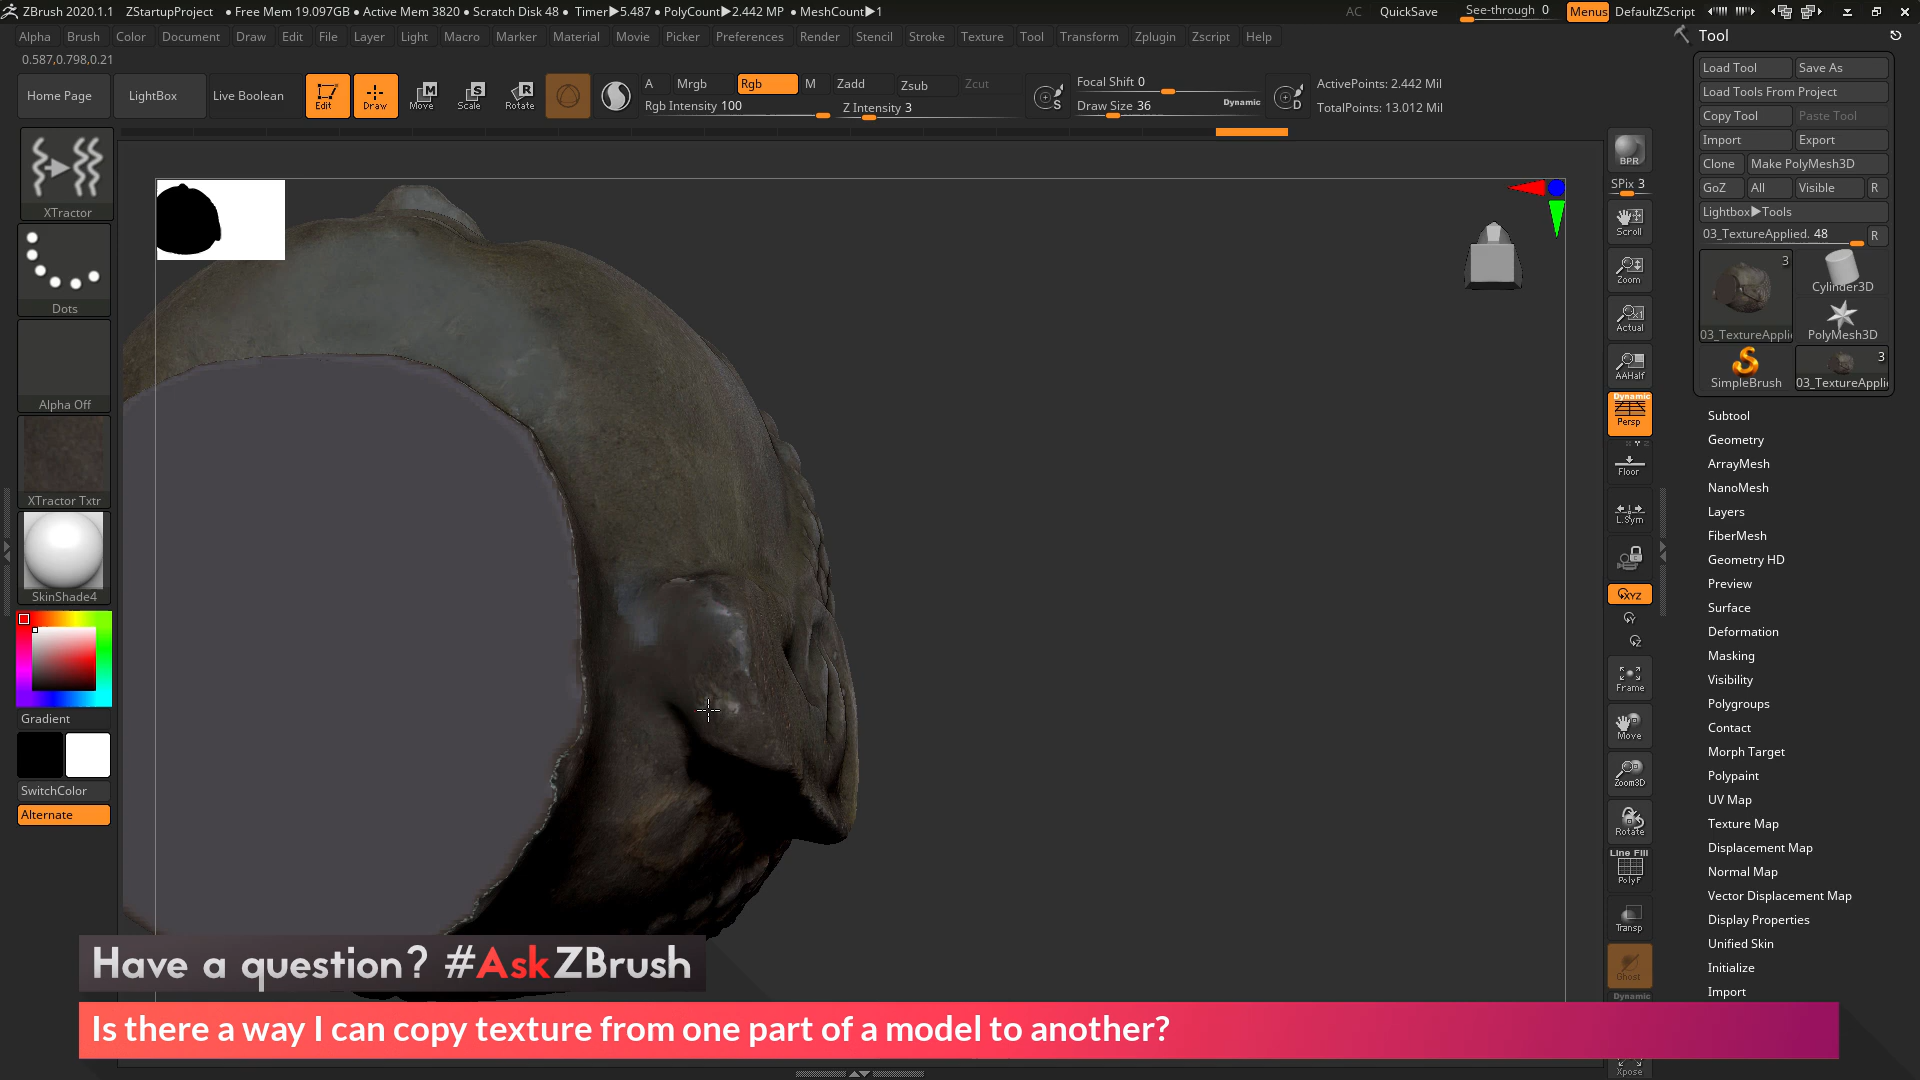 ZBrush 2020.1.1 ZStartupProject • Free Mem 19.097GB • Active Mem 3820 • Scratch Disk 48 • Timer▶5.487 • PolyCount▶2.442 MP • MeshCount▶1 AC QuickSave See-through 0 Menus DefaultZScript
Alpha Brush Color Document Draw Edit File Layer Light Macro Marker Material Movie Picker Preferences Render Stencil Stroke Texture Tool Transform Zplugin Zscript Help
0.587,0.798,0.21
Home Page LightBox Live Boolean Edit Draw Move Scale Rotate
M S R
A Mrgb Rgb M Zadd Zsub Zcut
Rgb Intensity 100 Z Intensity 3
S
Focal Shift 0
Draw Size 36 Dynamic
D
ActivePoints: 2.442 Mil
TotalPoints: 13.012 Mil
XTractor
Dots
Alpha Off
XTractor Txtr
SkinShade4
Gradient
SwitchColor
Alternate
BPR
SPix 3
Scroll
Zoom
Actual
AAHalf
Dynamic
Persp
Floor
L.Sym
XYZ
Y
Z
Frame
Move
Zoom3D
Rotate
Line Fill
PolyF
Transp
Ghost
Dynamic
Xpose
Tool
Load Tool Save As
Load Tools From Project
Copy Tool Paste Tool
Import Export
Clone Make PolyMesh3D
GoZ All Visible R
Lightbox▶Tools
03_TextureApplied. 48 R
3
Cylinder3D
03_TextureAppli PolyMesh3D
3
SimpleBrush 03_TextureAppli
Subtool
Geometry
ArrayMesh
NanoMesh
Layers
FiberMesh
Geometry HD
Preview
Surface
Deformation
Masking
Visibility
Polygroups
Contact
Morph Target
Polypaint
UV Map
Texture Map
Displacement Map
Normal Map
Vector Displacement Map
Display Properties
Unified Skin
Initialize
Import
Have a question? #AskZBrush
Is there a way I can copy texture from one part of a model to another?